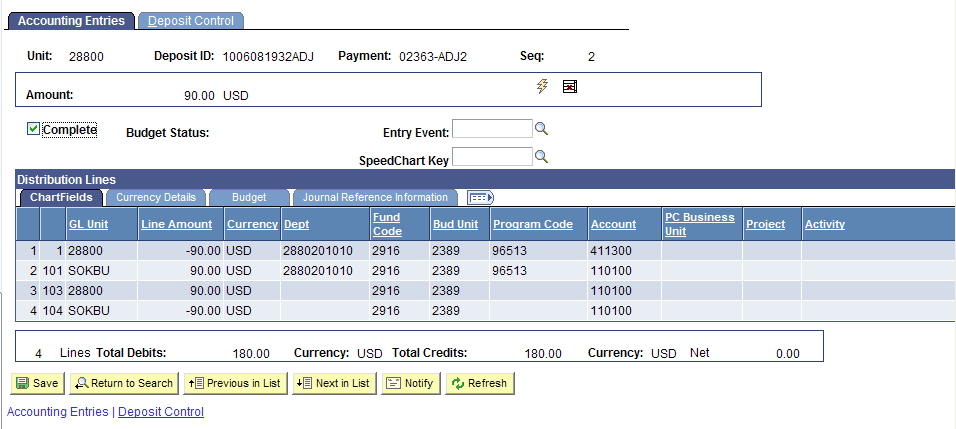 Accounting Entries Deposit Control
Unit: 28800 Deposit ID: 1006081932ADJ Payment: 02363-ADJ2 Seq: 2
Amount: 90.00 USD
Complete Budget Status: Entry Event:
SpeedChart Key
Distribution Lines
ChartFields Currency Details Budget Journal Reference Information
GL Unit Line Amount Currency Dept Fund Code Bud Unit Program Code Account PC Business Unit Project Activity
1 1 28800 -90.00 USD 2880201010 2916 2389 96513 411300
2 101 SOKBU 90.00 USD 2880201010 2916 2389 96513 110100
3 103 28800 90.00 USD 2916 2389 110100
4 104 SOKBU -90.00 USD 2916 2389 110100
4 Lines Total Debits: 180.00 Currency: USD Total Credits: 180.00 Currency: USD Net 0.00
Save Return to Search Previous in List Next in List Notify Refresh
Accounting Entries | Deposit Control